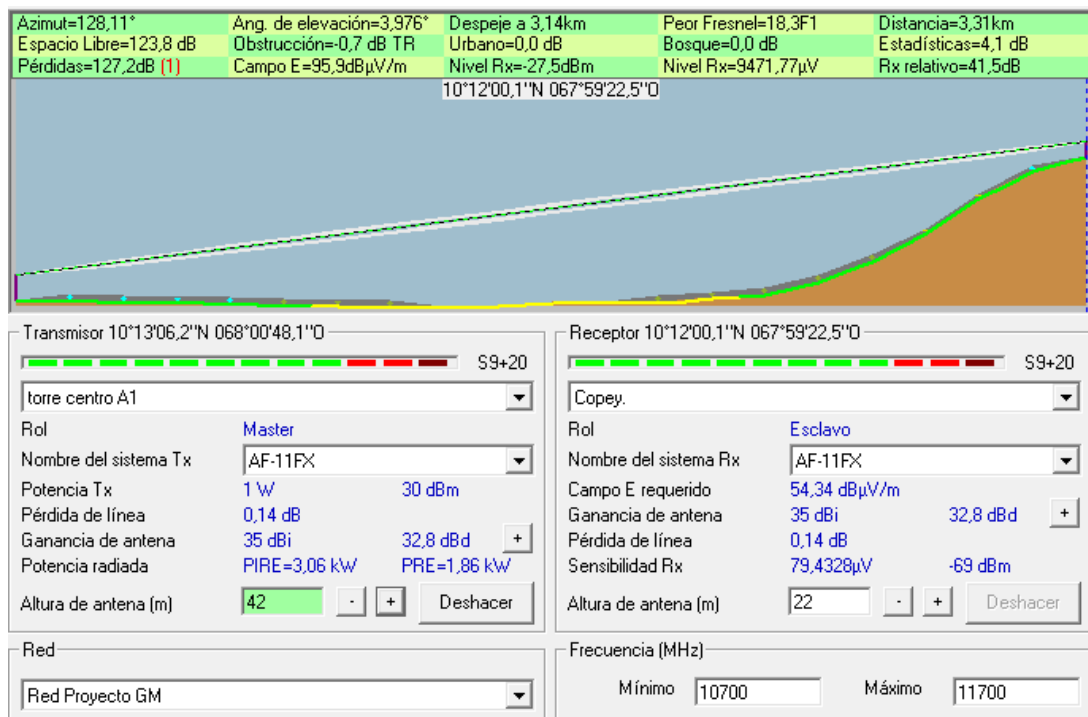 Azimut=128,11° Ang. de elevación=3,976° Despeje a 3,14km Peor Fresnel=18,3F1 Distancia=3,31km
Espacio Libre=123,8 dB Obstrucción=-0,7 dB TR Urbano=0,0 dB Bosque=0,0 dB Estadísticas=4,1 dB
Pérdidas=127,2dB (1) Campo E=95,9dBµV/m Nivel Rx=-27,5dBm Nivel Rx=9471,77µV Rx relativo=41,5dB
10°12'00,1"N 067°59'22,5"O
Transmisor 10°13'06,2"N 068°00'48,1"O
S9+20
torre centro A1
Rol Master
Nombre del sistema Tx AF-11FX
Potencia Tx 1 W 30 dBm
Pérdida de línea 0,14 dB
Ganancia de antena 35 dBi 32,8 dBd +
Potencia radiada PIRE=3,06 kW PRE=1,86 kW
Altura de antena (m) 42 - + Deshacer
Receptor 10°12'00,1"N 067°59'22,5"O
S9+20
Copey.
Rol Esclavo
Nombre del sistema Rx AF-11FX
Campo E requerido 54,34 dBµV/m
Ganancia de antena 35 dBi 32,8 dBd +
Pérdida de línea 0,14 dB
Sensibilidad Rx 79,4328µV -69 dBm
Altura de antena (m) 22 - + Deshacer
Red
Red Proyecto GM
Frecuencia (MHz)
Mínimo 10700 Máximo 11700